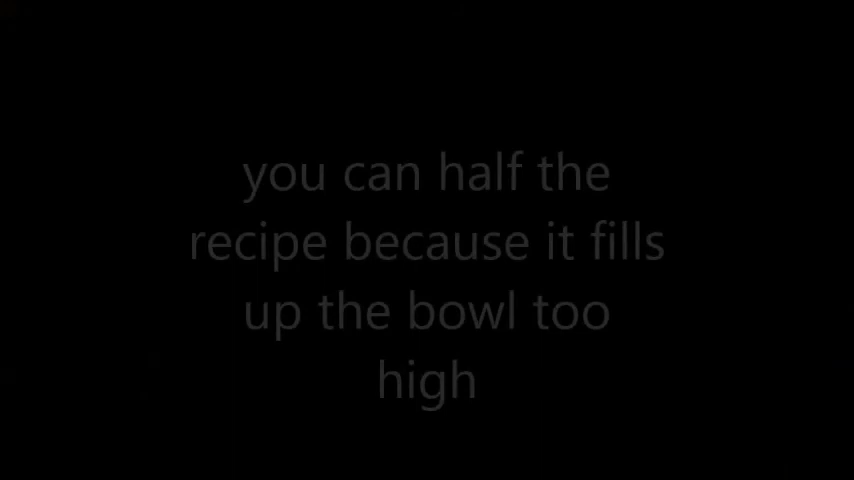 you can half the
recipe because it fills
up the bowl too
high